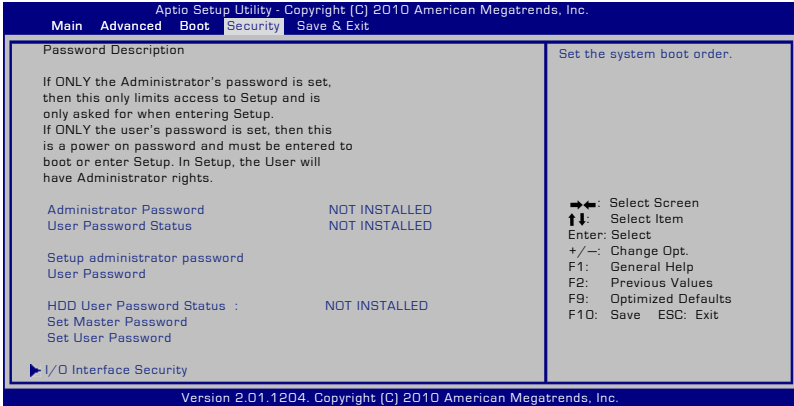 Aptio Setup Utility - Copyright (C) 2010 American Megatrends, Inc.
Main Advanced Boot Security Save & Exit
Password Description
If ONLY the Administrator's password is set,
then this only limits access to Setup and is
only asked for when entering Setup.
If ONLY the user's password is set, then this
is a power on password and must be entered to
boot or enter Setup. In Setup, the User will
have Administrator rights.
Administrator Password NOT INSTALLED
User Password Status NOT INSTALLED
Setup administrator password
User Password
HDD User Password Status : NOT INSTALLED
Set Master Password
Set User Password
I/O Interface Security
Set the system boot order.
→←: Select Screen
↑↓: Select Item
Enter: Select
+/—: Change Opt.
F1: General Help
F2: Previous Values
F9: Optimized Defaults
F10: Save ESC: Exit
Version 2.01.1204. Copyright (C) 2010 American Megatrends, Inc.